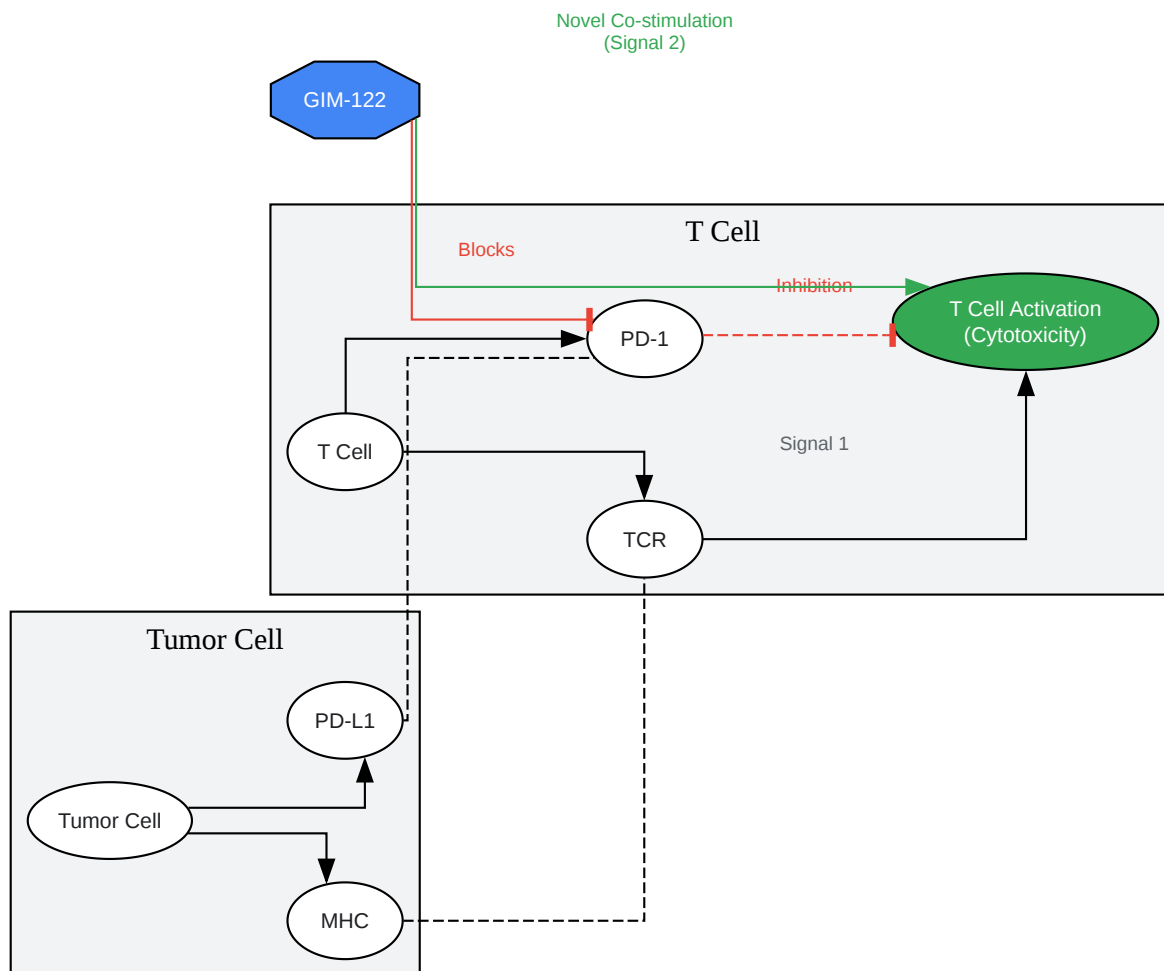 Novel Co-stimulation
(Signal 2)
GIM-122
T Cell
Blocks
Inhibition
T Cell Activation
(Cytotoxicity)
PD-1
T Cell
Signal 1
TCR
Tumor Cell
PD-L1
Tumor Cell
MHC